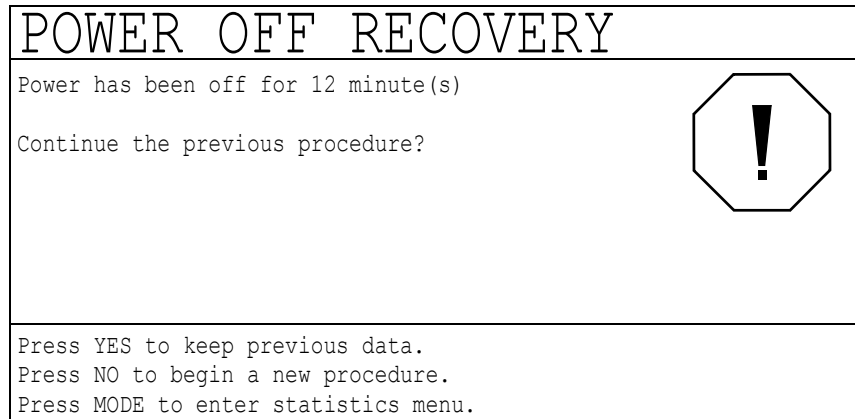 POWER OFF RECOVERY
Power has been off for 12 minute(s)
Continue the previous procedure?
!
Press YES to keep previous data.
Press NO to begin a new procedure.
Press MODE to enter statistics menu.